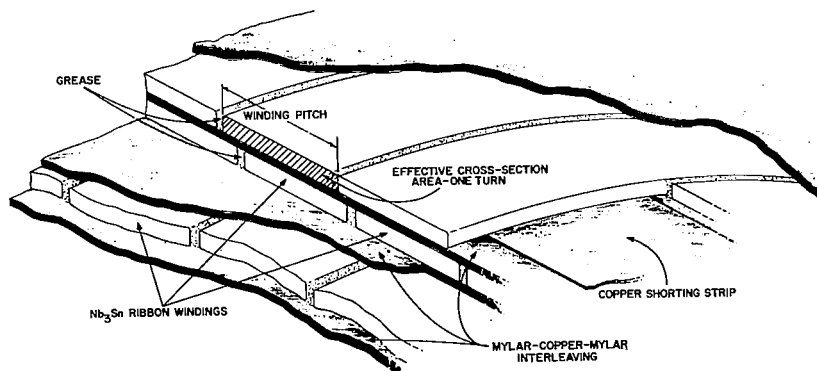 GREASE
WINDING PITCH
EFFECTIVE CROSS-SECTION
AREA-ONE TURN
Nb3Sn RIBBON WINDINGS
COPPER SHORTING STRIP
MYLAR-COPPER-MYLAR
INTERLEAVING